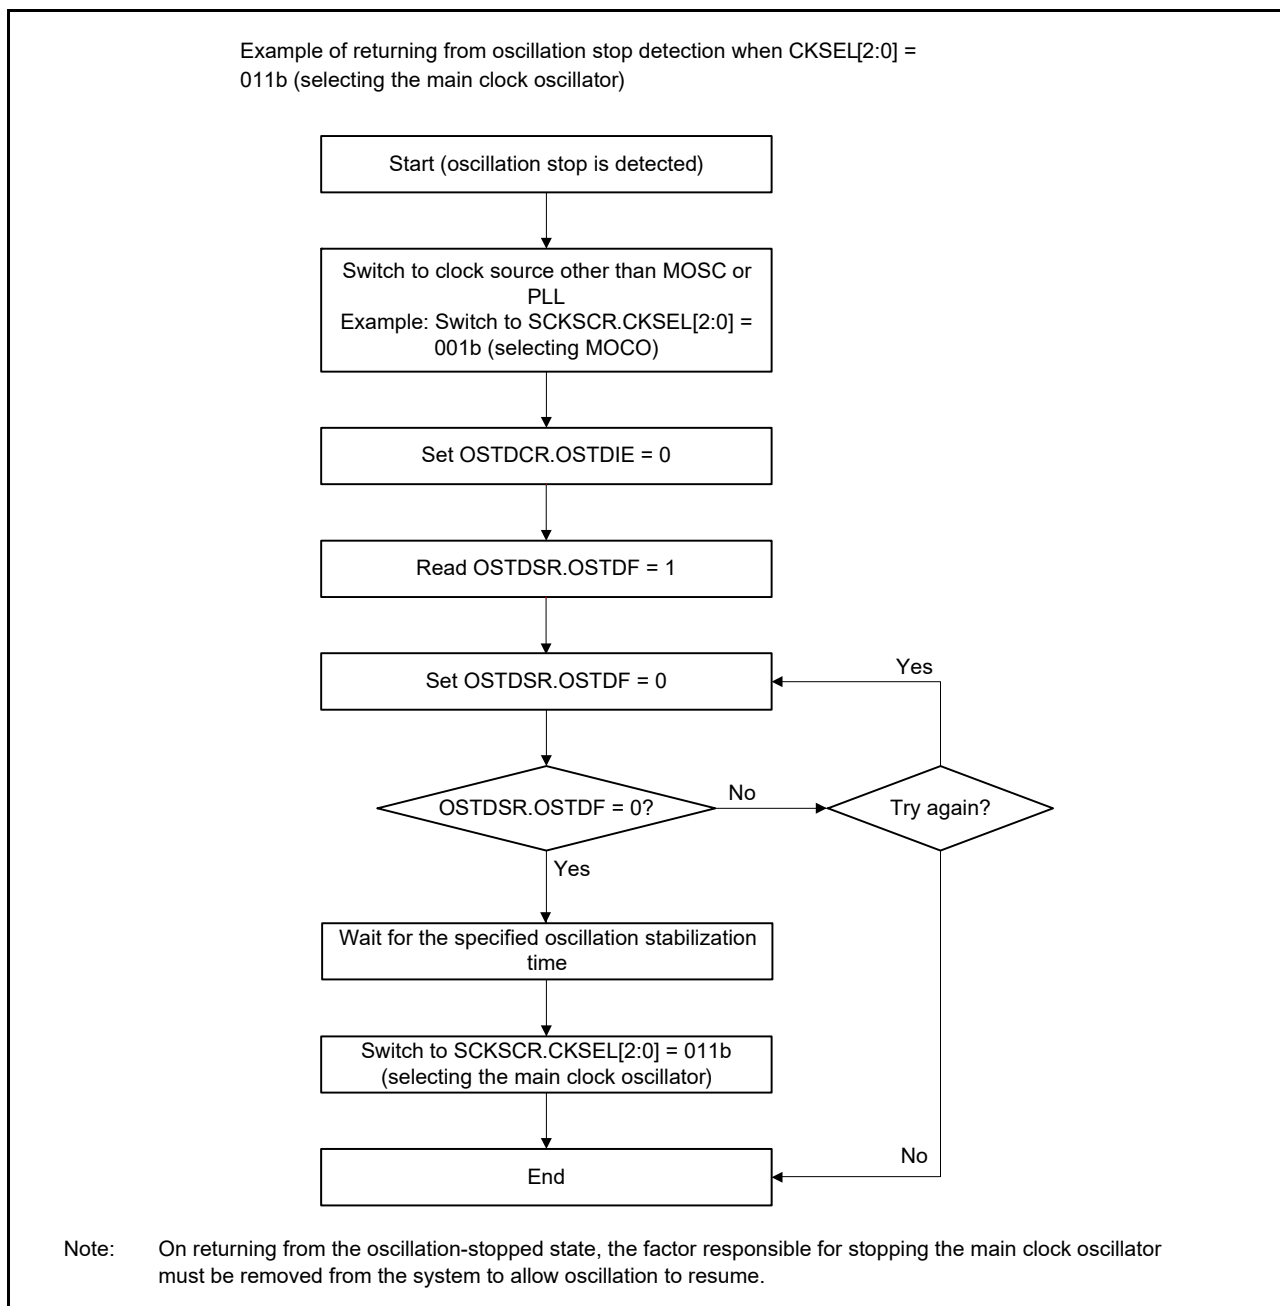 Example of returning from oscillation stop detection when CKSEL[2:0] =
011b (selecting the main clock oscillator)
Start (oscillation stop is detected)
Switch to clock source other than MOSC or
PLL
Example: Switch to SCKSCR.CKSEL[2:0] =
001b (selecting MOCO)
Set OSTDCR.OSTDIE = 0
Read OSTDSR.OSTDF = 1
Set OSTDSR.OSTDF = 0
Yes
OSTDSR.OSTDF = 0?
No
Try again?
Yes
Wait for the specified oscillation stabilization
time
Switch to SCKSCR.CKSEL[2:0] = 011b
(selecting the main clock oscillator)
No
End
Note: On returning from the oscillation-stopped state, the factor responsible for stopping the main clock oscillator
must be removed from the system to allow oscillation to resume.